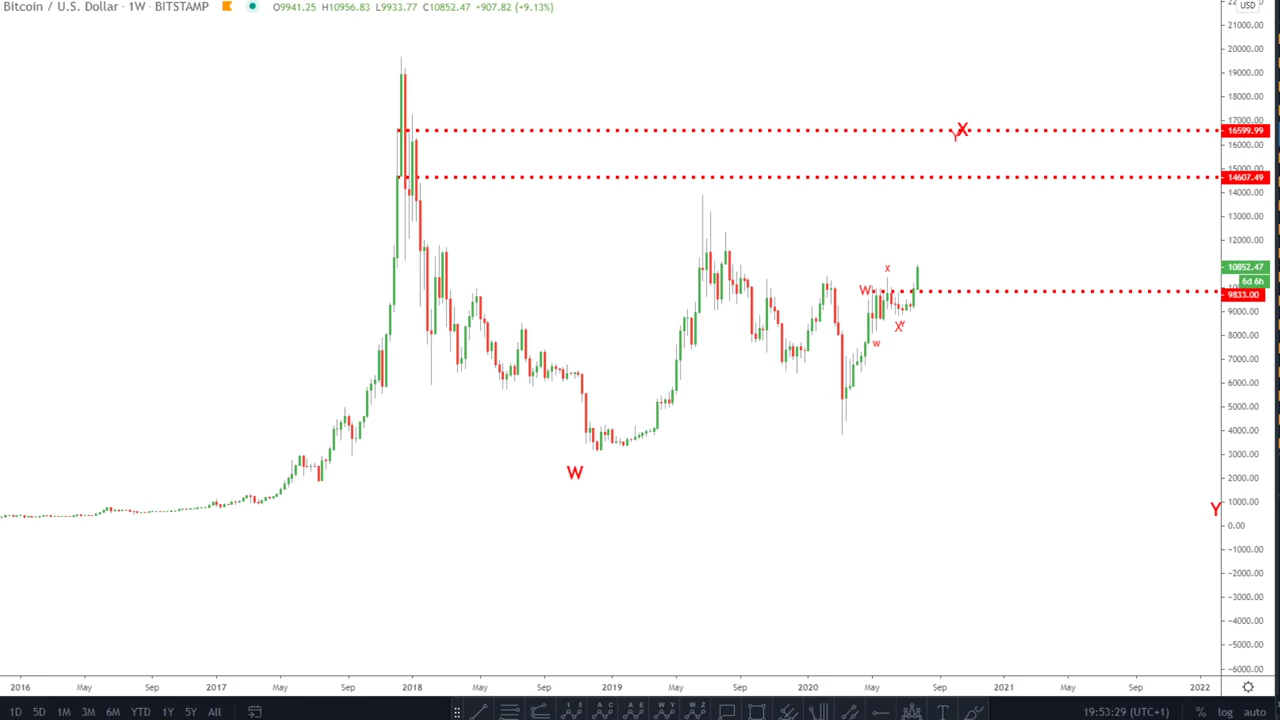 Bitcoin / U.S. Dollar · 1W · BITSTAMP O9941.25 H10956.83 L9933.77 C10852.47 +907.82 (+9.13%)
USD
21000.00
20000.00
19000.00
18000.00
17000.00
X
Y
16599.99
16000.00
15000.00
14607.49
14000.00
13000.00
12000.00
x
10852.47
6d 6h
W
9833.00
9000.00
X
Y
w
8000.00
7000.00
6000.00
5000.00
4000.00
3000.00
W
2000.00
1000.00
Y
0.00
−1000.00
−2000.00
−3000.00
−4000.00
−5000.00
−6000.00
2016 May Sep 2017 May Sep 2018 May Sep 2019 May Sep 2020 May Sep 2021 May Sep 2022
1D 5D 1M 3M 6M YTD 1Y 5Y All 19:53:29 (UTC+1) % log auto